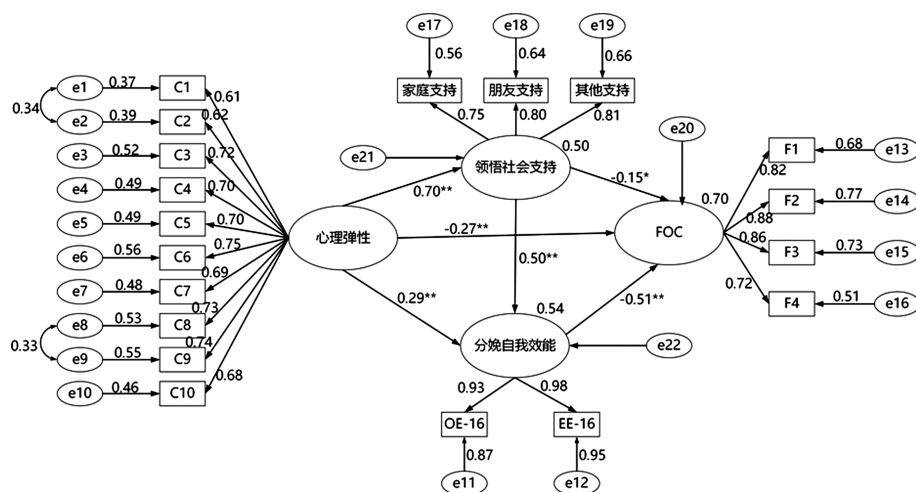 e17
e18
e19
0.56
0.64
0.66
家庭支持
朋友支持
其他支持
0.75
0.80
0.81
e21
领悟社会支持
0.50
e20
e1
0.37
C1
0.61
0.34
e2
0.39
C2
0.62
e3
0.52
C3
0.72
e4
0.49
C4
0.70
e5
0.49
C5
0.70
e6
0.56
C6
0.75
e7
0.48
C7
0.69
e8
0.53
C8
0.73
0.33
e9
0.55
C9
0.74
e10
0.46
C10
0.68
心理弹性
0.70**
-0.15*
-0.27**
0.50**
0.29**
-0.51**
FOC
0.70
F1
0.68
e13
0.82
F2
0.77
e14
0.88
F3
0.73
e15
0.86
F4
0.51
e16
0.72
0.54
分娩自我效能
e22
0.93
0.98
OE-16
EE-16
0.87
0.95
e11
e12